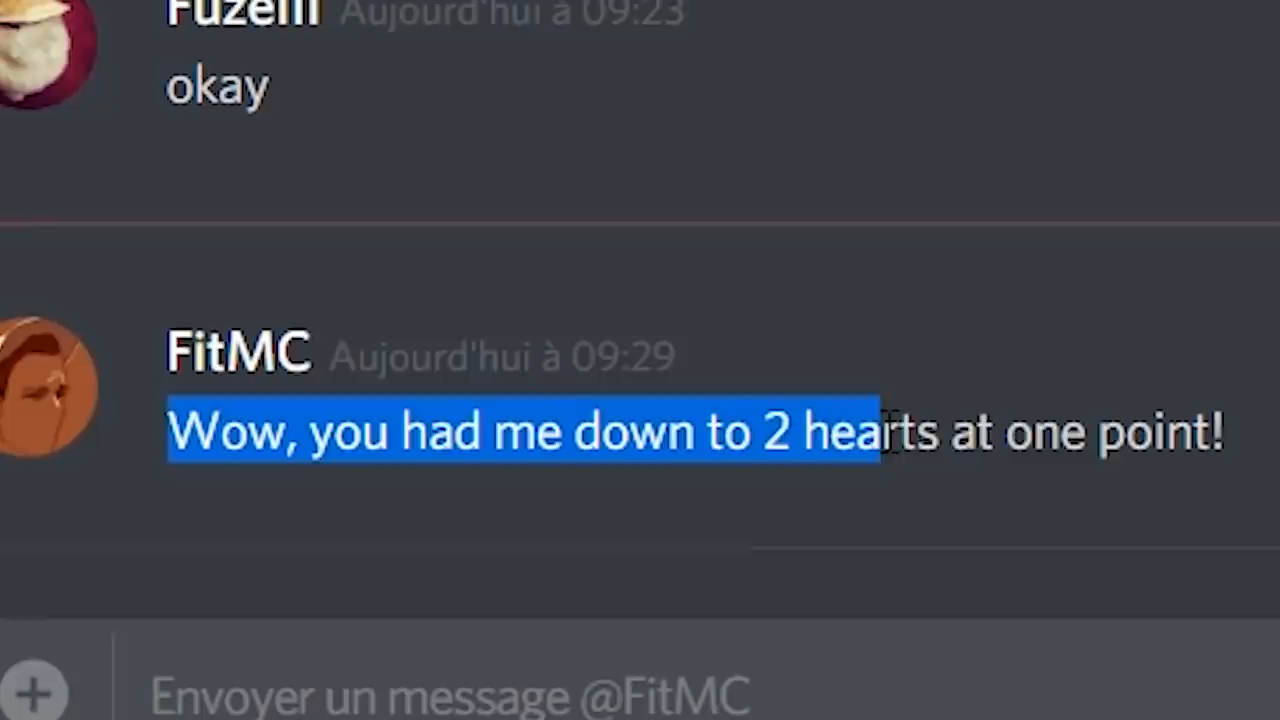 FuzeIII Aujourd'hui à 09:23
okay
FitMC Aujourd'hui à 09:29
Wow, you had me down to 2 hearts at one point!
Envoyer un message @FitMC